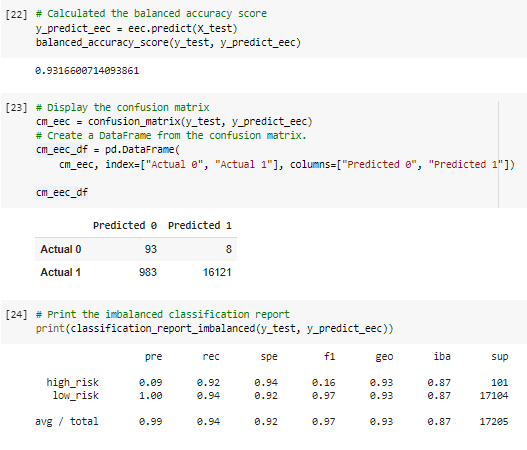 [22] # Calculated the balanced accuracy score
y_predict_eec = eec.predict(X_test)
balanced_accuracy_score(y_test, y_predict_eec)
0.9316600714093861
[23] # Display the confusion matrix
cm_eec = confusion_matrix(y_test, y_predict_eec)
# Create a DataFrame from the confusion matrix.
cm_eec_df = pd.DataFrame(
cm_eec, index=["Actual 0", "Actual 1"], columns=["Predicted 0", "Predicted 1"])
cm_eec_df
Predicted 0 Predicted 1
Actual 0 93 8
Actual 1 983 16121
[24] # Print the imbalanced classification report
print(classification_report_imbalanced(y_test, y_predict_eec))
pre rec spe f1 geo iba sup
high_risk 0.09 0.92 0.94 0.16 0.93 0.87 101
low_risk 1.00 0.94 0.92 0.97 0.93 0.87 17104
avg / total 0.99 0.94 0.92 0.97 0.93 0.87 17205